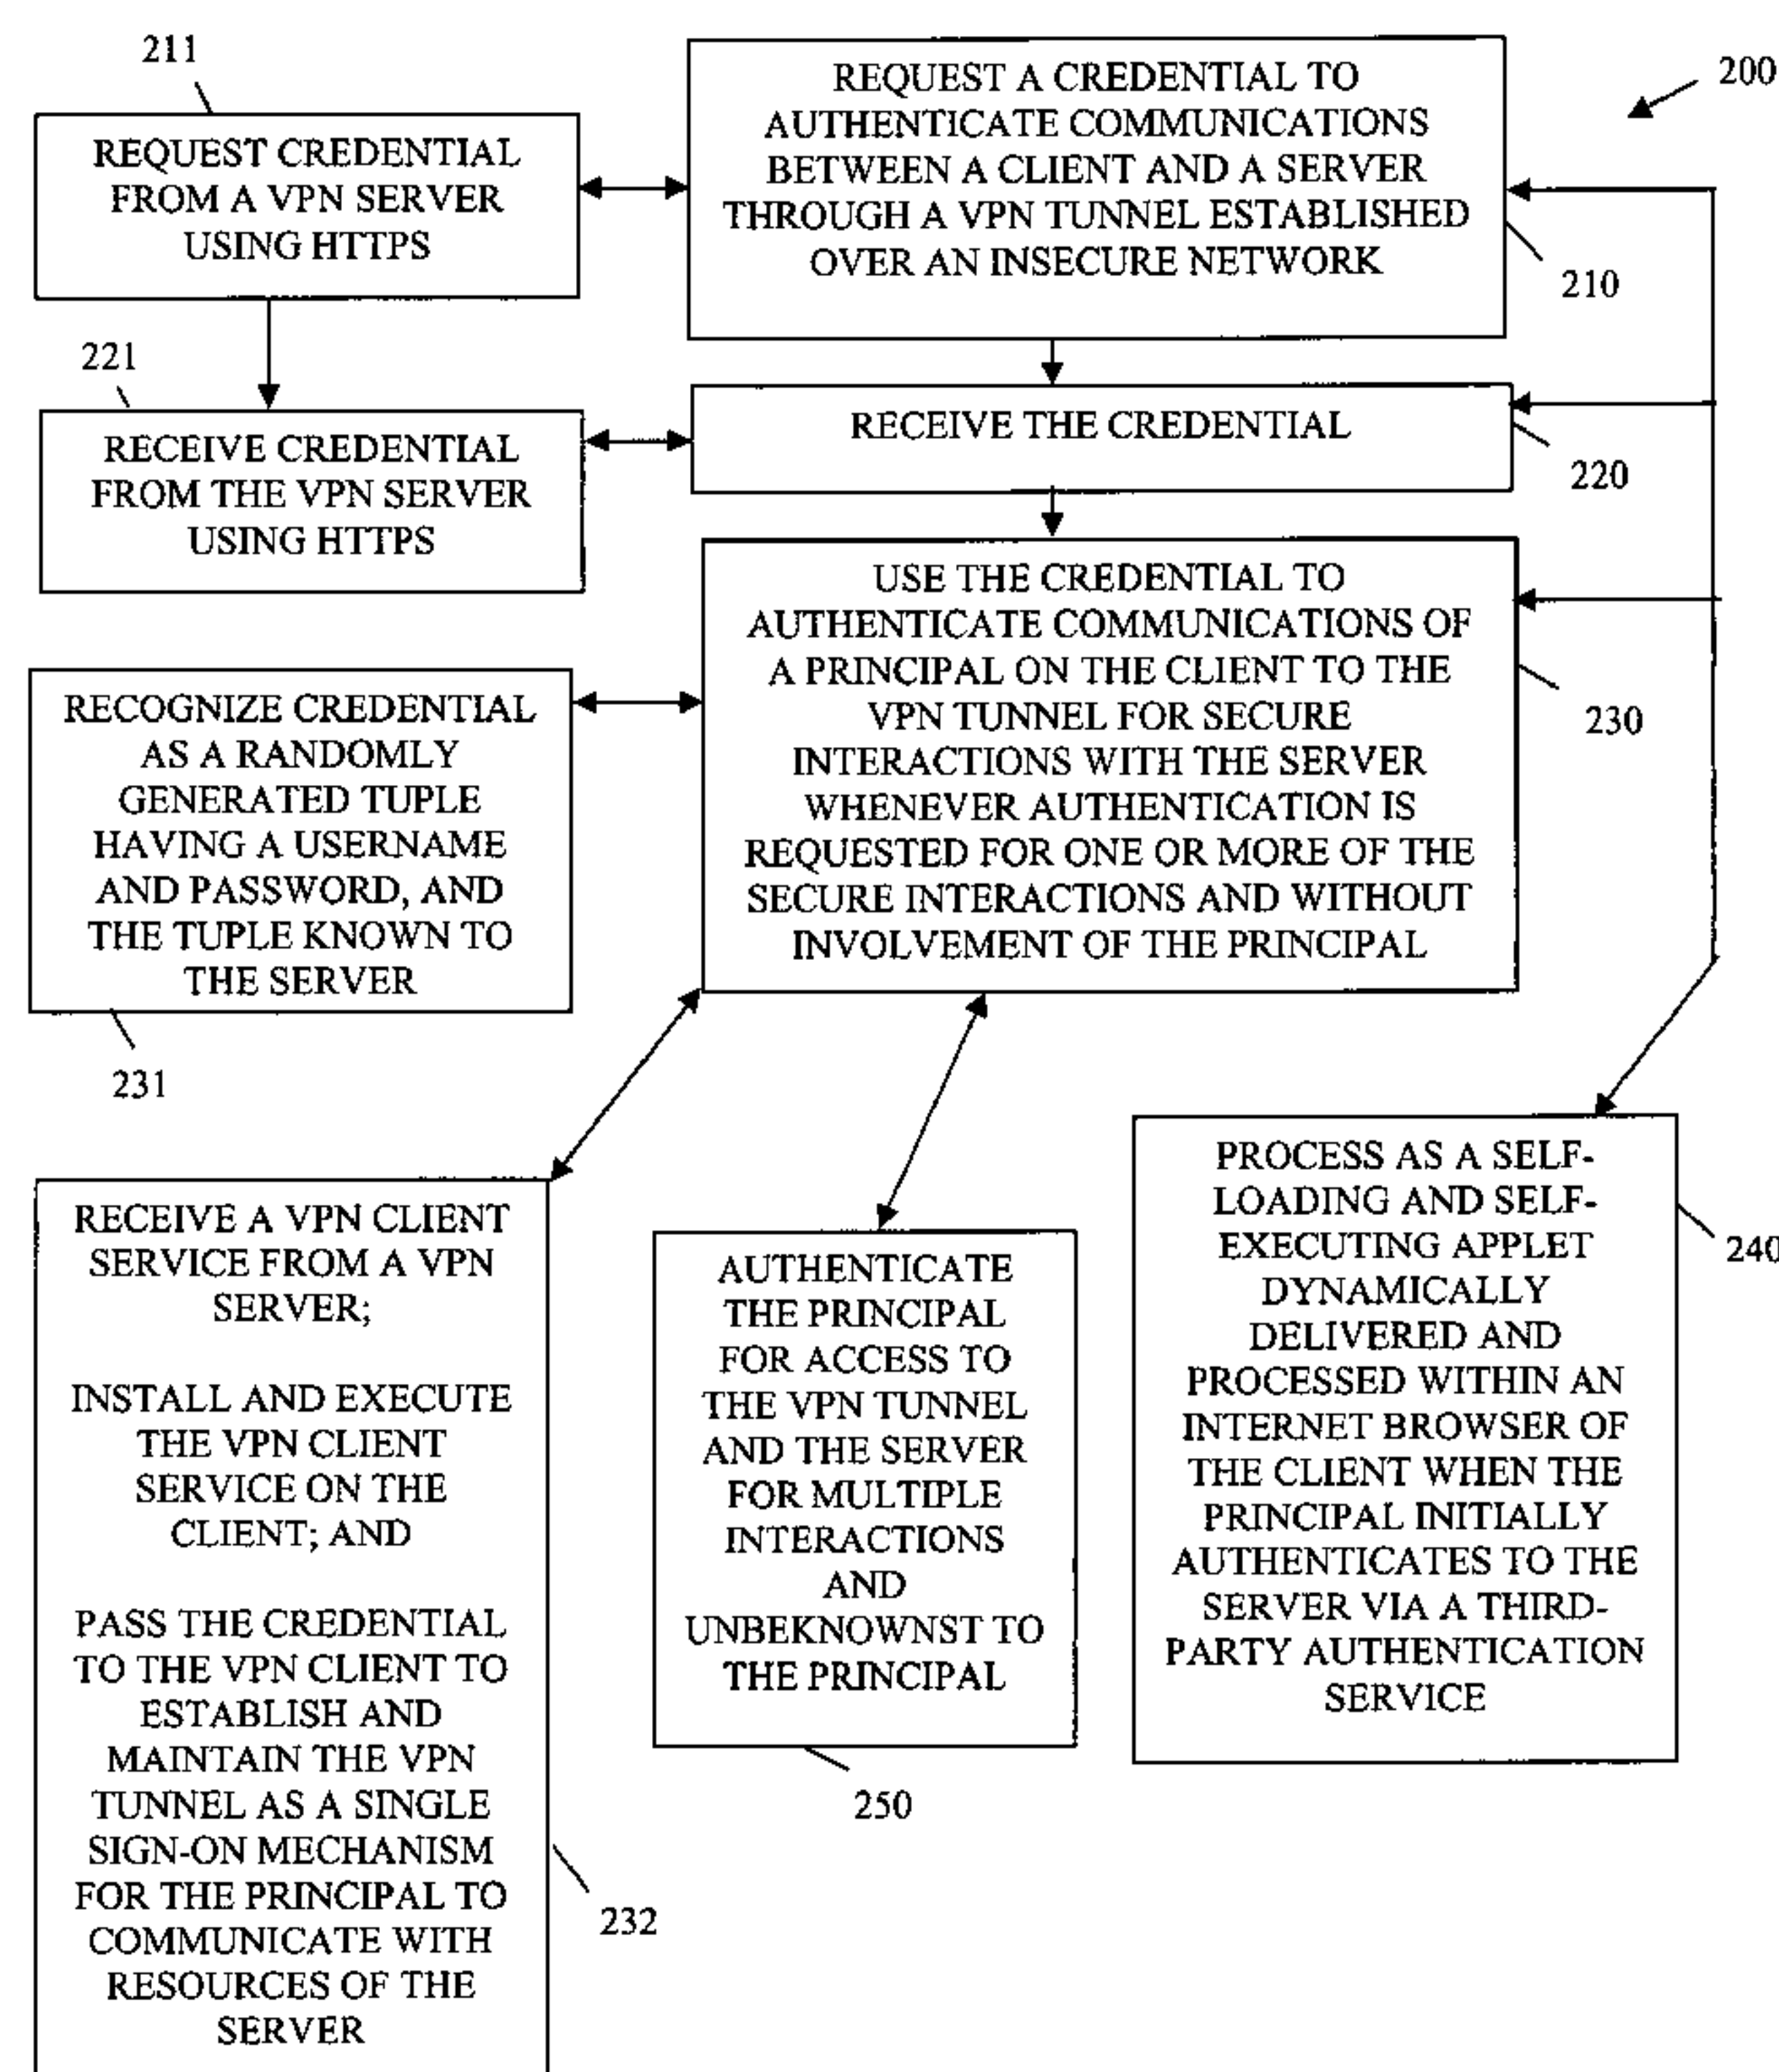 211
REQUEST CREDENTIAL
FROM A VPN SERVER
USING HTTPS
REQUEST A CREDENTIAL TO
AUTHENTICATE COMMUNICATIONS
BETWEEN A CLIENT AND A SERVER
THROUGH A VPN TUNNEL ESTABLISHED
OVER AN INSECURE NETWORK
200
210
221
RECEIVE CREDENTIAL
FROM THE VPN SERVER
USING HTTPS
RECEIVE THE CREDENTIAL
220
USE THE CREDENTIAL TO
AUTHENTICATE COMMUNICATIONS OF
A PRINCIPAL ON THE CLIENT TO THE
VPN TUNNEL FOR SECURE
INTERACTIONS WITH THE SERVER
WHENEVER AUTHENTICATION IS
REQUESTED FOR ONE OR MORE OF THE
SECURE INTERACTIONS AND WITHOUT
INVOLVEMENT OF THE PRINCIPAL
230
RECOGNIZE CREDENTIAL
AS A RANDOMLY
GENERATED TUPLE
HAVING A USERNAME
AND PASSWORD, AND
THE TUPLE KNOWN TO
THE SERVER
231
RECEIVE A VPN CLIENT
SERVICE FROM A VPN
SERVER;
INSTALL AND EXECUTE
THE VPN CLIENT
SERVICE ON THE
CLIENT; AND
PASS THE CREDENTIAL
TO THE VPN CLIENT TO
ESTABLISH AND
MAINTAIN THE VPN
TUNNEL AS A SINGLE
SIGN-ON MECHANISM
FOR THE PRINCIPAL TO
COMMUNICATE WITH
RESOURCES OF THE
SERVER
232
AUTHENTICATE
THE PRINCIPAL
FOR ACCESS TO
THE VPN TUNNEL
AND THE SERVER
FOR MULTIPLE
INTERACTIONS
AND
UNBEKNOWNST TO
THE PRINCIPAL
250
PROCESS AS A SELF-
LOADING AND SELF-
EXECUTING APPLET
DYNAMICALLY
DELIVERED AND
PROCESSED WITHIN AN
INTERNET BROWSER OF
THE CLIENT WHEN THE
PRINCIPAL INITIALLY
AUTHENTICATES TO THE
SERVER VIA A THIRD-
PARTY AUTHENTICATION
SERVICE
240